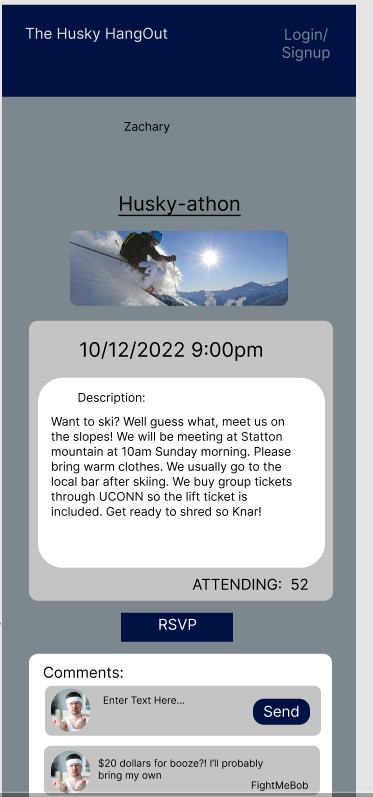 The Husky HangOut
Login/
Signup
Zachary
Husky-athon
10/12/2022 9:00pm
Description:
Want to ski? Well guess what, meet us on
the slopes! We will be meeting at Statton
mountain at 10am Sunday morning. Please
bring warm clothes. We usually go to the
local bar after skiing. We buy group tickets
through UCONN so the lift ticket is
included. Get ready to shred so Knar!
ATTENDING: 52
RSVP
Comments:
Enter Text Here...
Send
$20 dollars for booze?! I'll probably
bring my own
FightMeBob